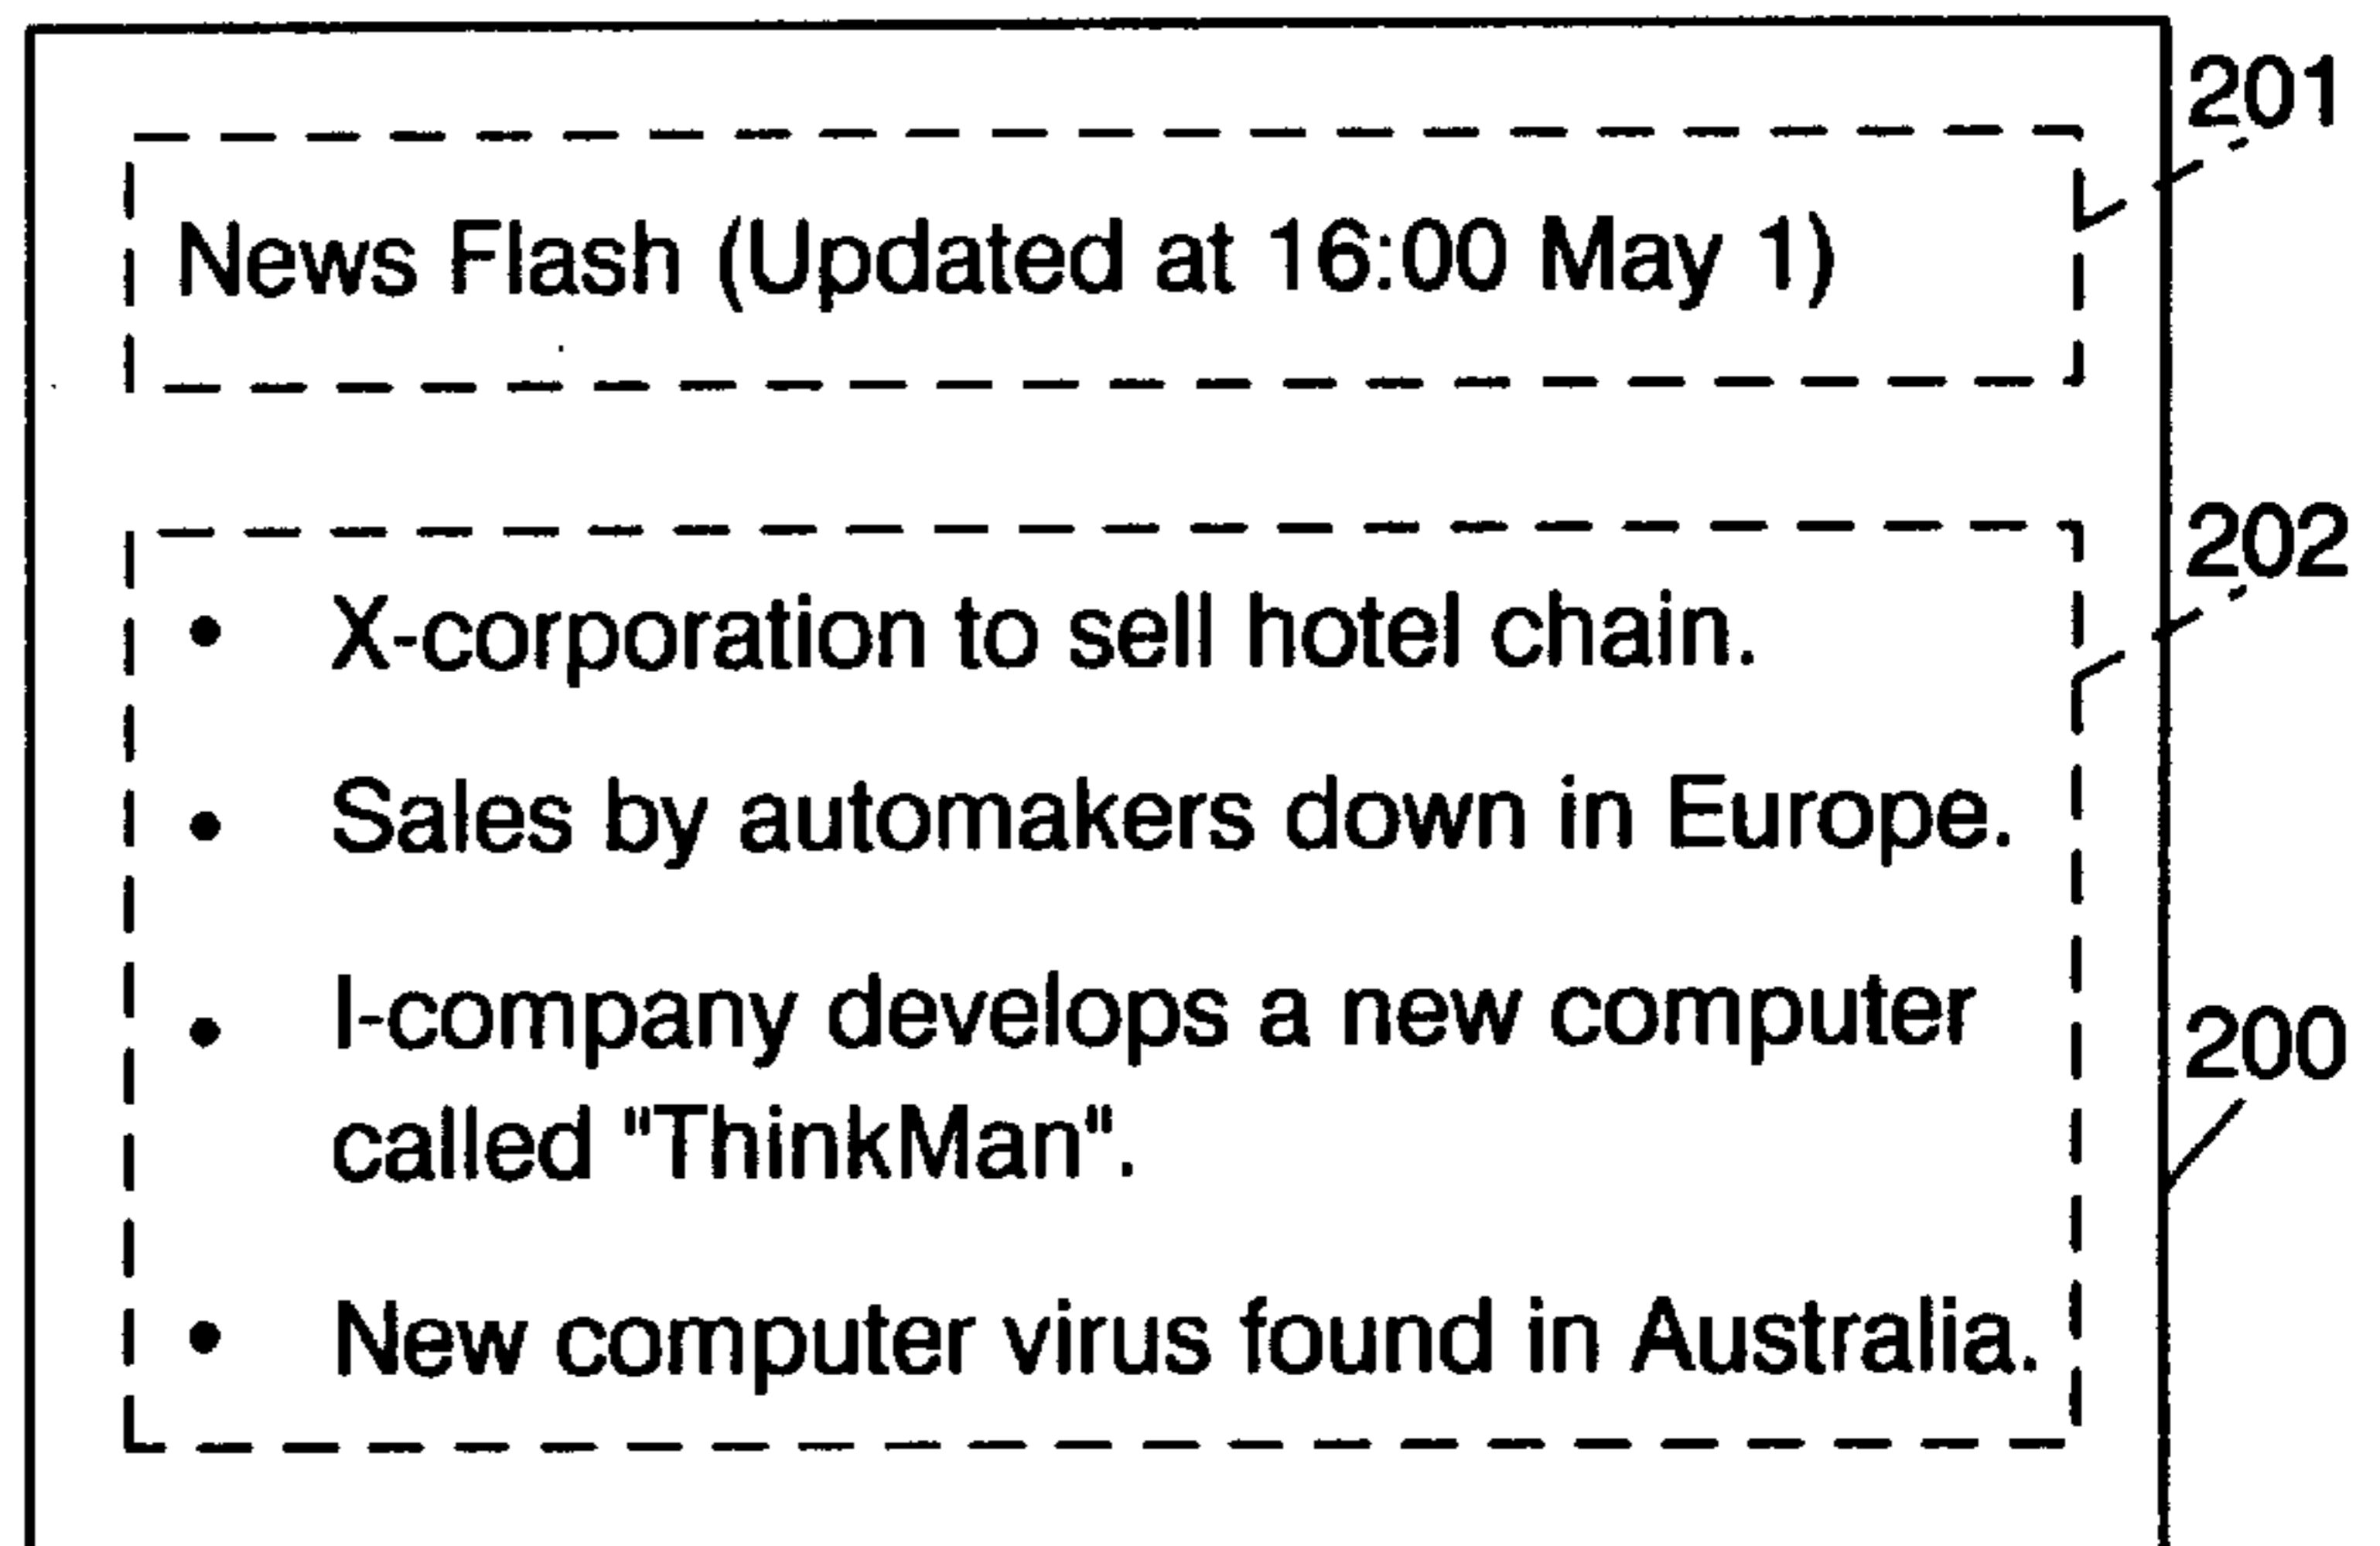 201
News Flash (Updated at 16:00 May 1)
202
• X-corporation to sell hotel chain.
• Sales by automakers down in Europe.
• I-company develops a new computer
200
called "ThinkMan".
• New computer virus found in Australia.